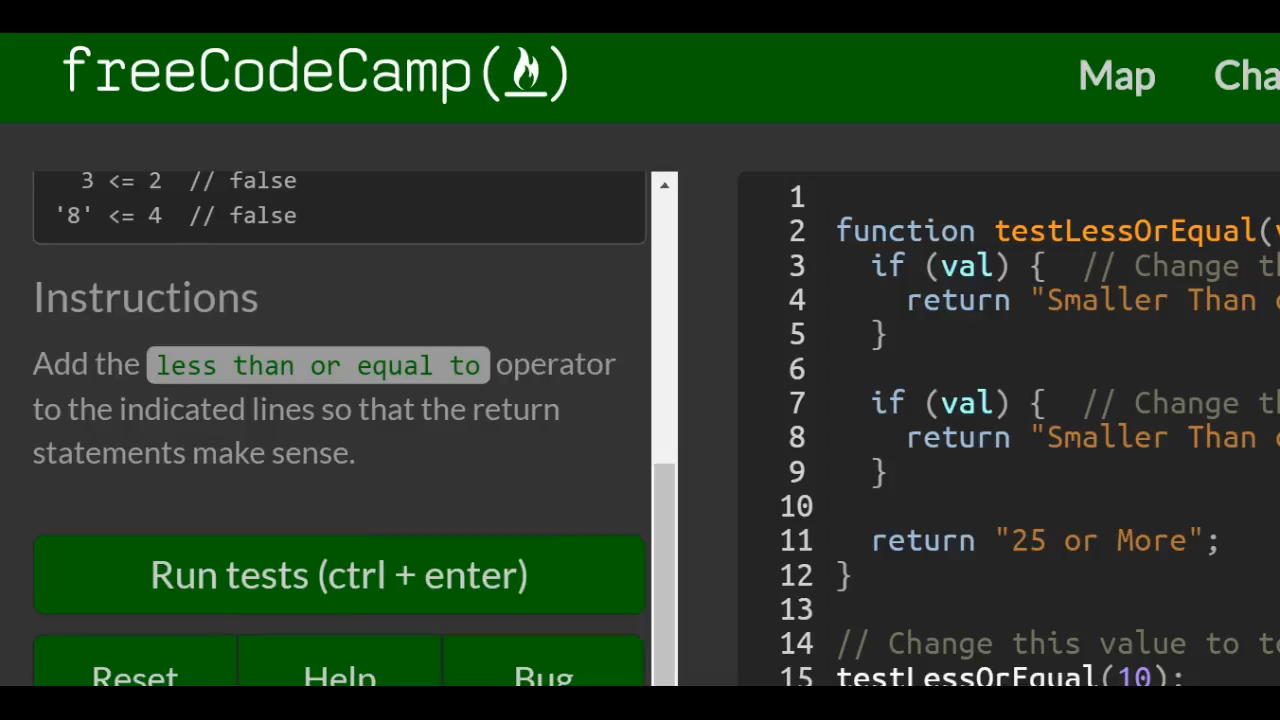 freeCodeCamp(🔥)
Map Cha
3 <= 2 // false
'8' <= 4 // false
Instructions
Add the less than or equal to operator
to the indicated lines so that the return
statements make sense.
Run tests (ctrl + enter)
Reset Help Bug
1
2 function testLessOrEqual(v
3 if (val) { // Change th
4 return "Smaller Than o
5 }
6
7 if (val) { // Change th
8 return "Smaller Than o
9 }
10
11 return "25 or More";
12 }
13
14 // Change this value to te
15 testLessOrEqual(10);